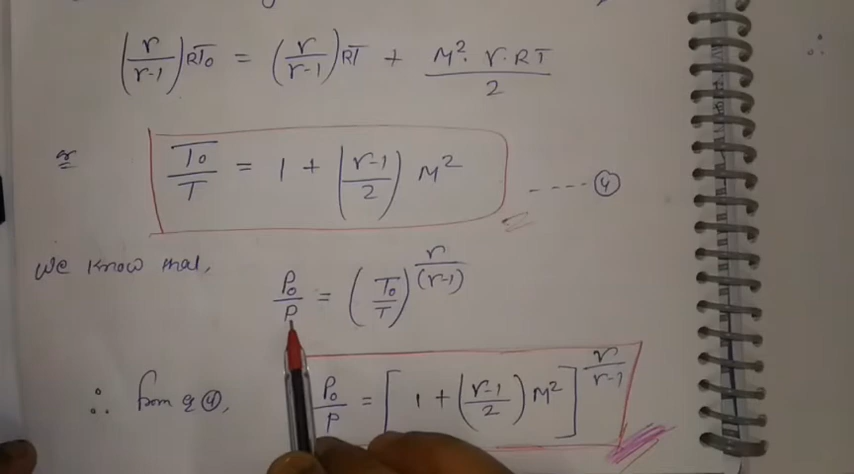 (r/r-1) RT₀ = (r/r-1) RT + M²·r·RT/2
or T₀/T = 1 + (r-1/2) M² ---- ④
We know that,
P₀/P = (T₀/T)^(r/(r-1))
∴ from eq ④, P₀/P = [1 + (r-1/2) M²]^(r/r-1)